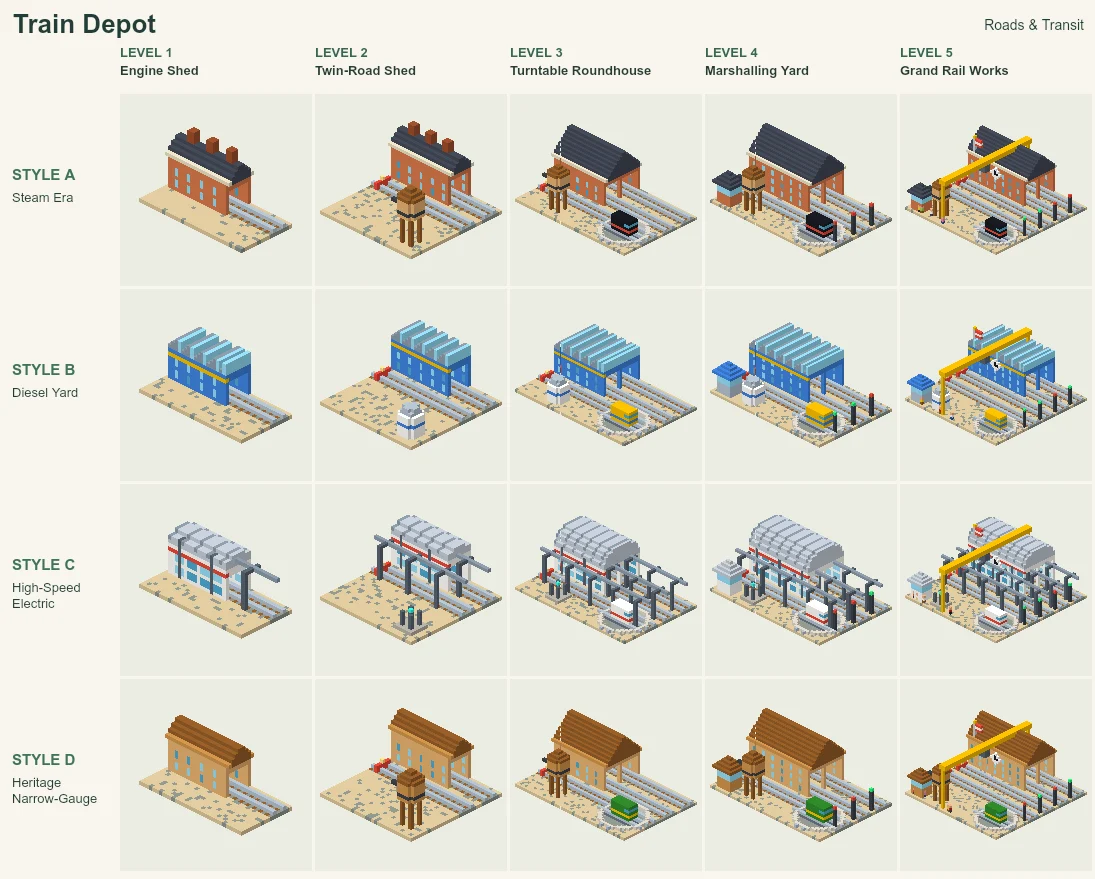 Train Depot
Roads & Transit
LEVEL 1
Engine Shed
LEVEL 2
Twin-Road Shed
LEVEL 3
Turntable Roundhouse
LEVEL 4
Marshalling Yard
LEVEL 5
Grand Rail Works
STYLE A
Steam Era
STYLE B
Diesel Yard
STYLE C
High-Speed
Electric
STYLE D
Heritage
Narrow-Gauge